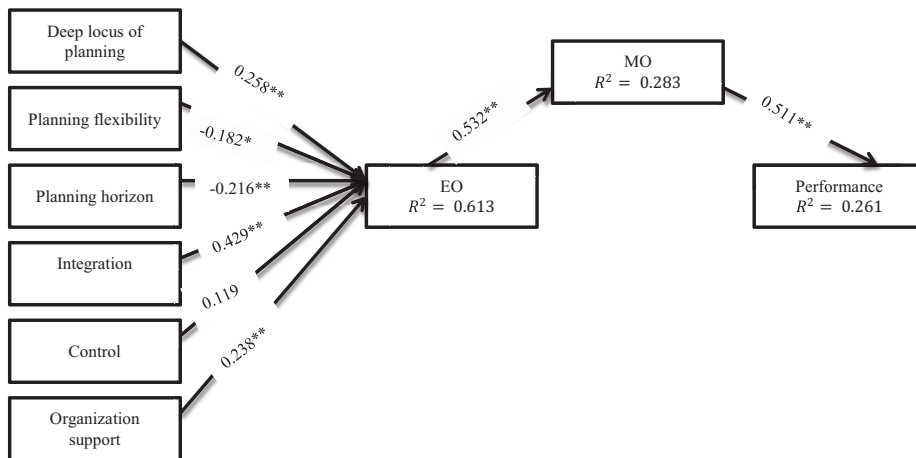 Deep locus of
planning
0.258**
Planning flexibility
-0.182*
Planning horizon
-0.216**
Integration
0.429**
Control
0.119
Organization
support
0.238**
EO
R² = 0.613
0.532**
MO
R² = 0.283
0.511**
Performance
R² = 0.261